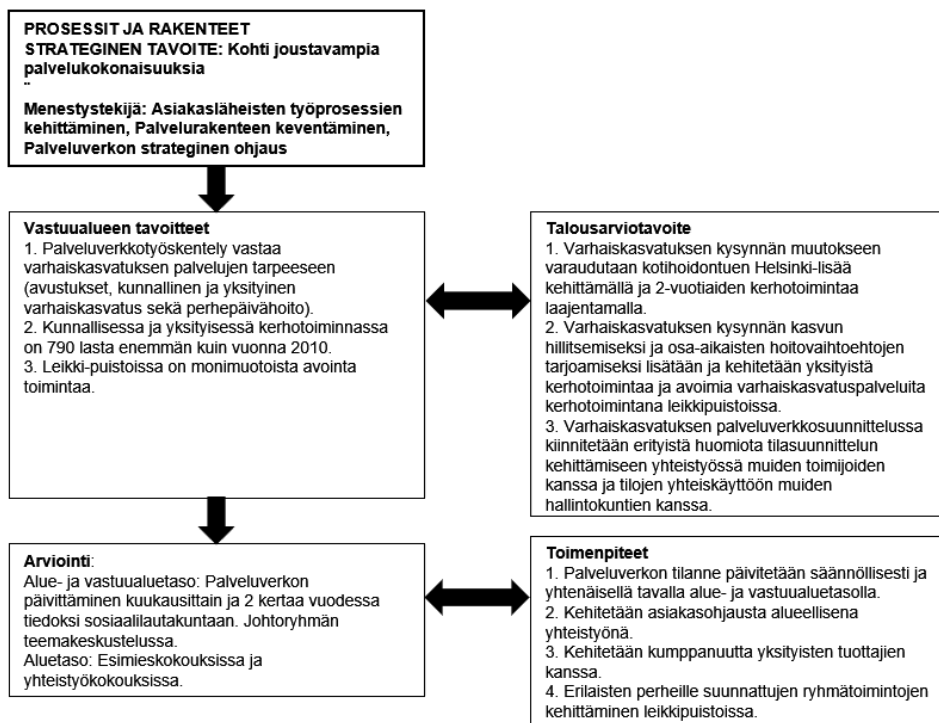 PROSESSIT JA RAKENTEET
STRATEGINEN TAVOITE: Kohti joustavampia
palvelukokonaisuuksia
¨
Menestystekijä: Asiakasläheisten työprosessien
kehittäminen, Palvelurakenteen keventäminen,
Palveluverkon strateginen ohjaus
Vastuualueen tavoitteet
1. Palveluverkkotyöskentely vastaa
varhaiskasvatuksen palvelujen tarpeeseen
(avustukset, kunnallinen ja yksityinen
varhaiskasvatus sekä perhepäivähoito).
2. Kunnallisessa ja yksityisessä kerhotoiminnassa
on 790 lasta enemmän kuin vuonna 2010.
3. Leikki-puistoissa on monimuotoista avointa
toimintaa.
Talousarviotavoite
1. Varhaiskasvatuksen kysynnän muutokseen
varaudutaan kotihoidontuen Helsinki-lisää
kehittämällä ja 2-vuotiaiden kerhotoimintaa
laajentamalla.
2. Varhaiskasvatuksen kysynnän kasvun
hillitsemiseksi ja osa-aikaisten hoitovaihtoehtojen
tarjoamiseksi lisätään ja kehitetään yksityistä
kerhotoimintaa ja avoimia varhaiskasvatuspalveluita
kerhotoimintana leikkipuistoissa.
3. Varhaiskasvatuksen palveluverkkosuunnittelussa
kiinnitetään erityistä huomiota tilasuunnittelun
kehittämiseen yhteistyössä muiden toimijoiden
kanssa ja tilojen yhteiskäyttöön muiden
hallintokuntien kanssa.
Arviointi:
Alue- ja vastuualuetaso: Palveluverkon
päivittäminen kuukausittain ja 2 kertaa vuodessa
tiedoksi sosiaalilautakuntaan. Johtoryhmän
teemakeskustelussa.
Aluetaso: Esimieskokouksissa ja
yhteistyökokouksissa.
Toimenpiteet
1. Palveluverkon tilanne päivitetään säännöllisesti ja
yhtenäisellä tavalla alue- ja vastuualuetasolla.
2. Kehitetään asiakasohjausta alueellisena
yhteistyönä.
3. Kehitetään kumppanuutta yksityisten tuottajien
kanssa.
4. Erilaisten perheille suunnattujen ryhmätoimintojen
kehittäminen leikkipuistoissa.